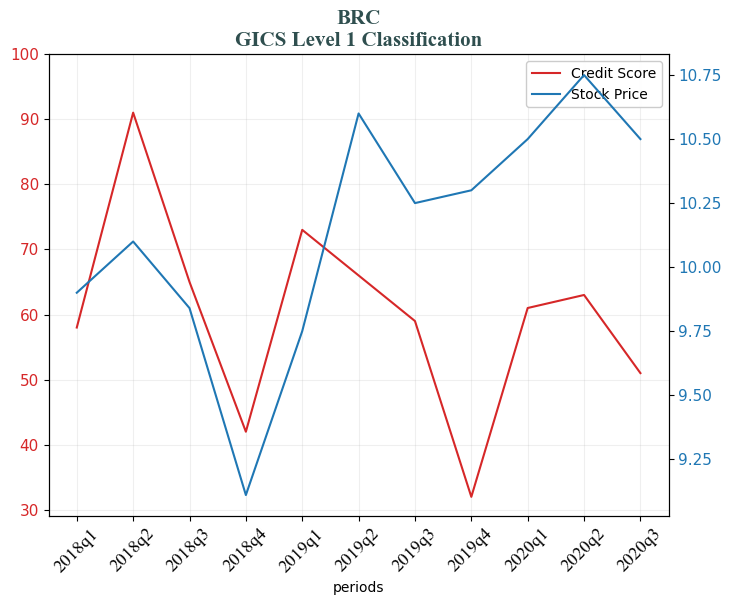 BRC
GICS Level 1 Classification
Credit Score
Stock Price
100
90
80
70
60
50
40
30
10.75
10.50
10.25
10.00
9.75
9.50
9.25
2018q1
2018q2
2018q3
2018q4
2019q1
2019q2
2019q3
2019q4
2020q1
2020q2
2020q3
periods